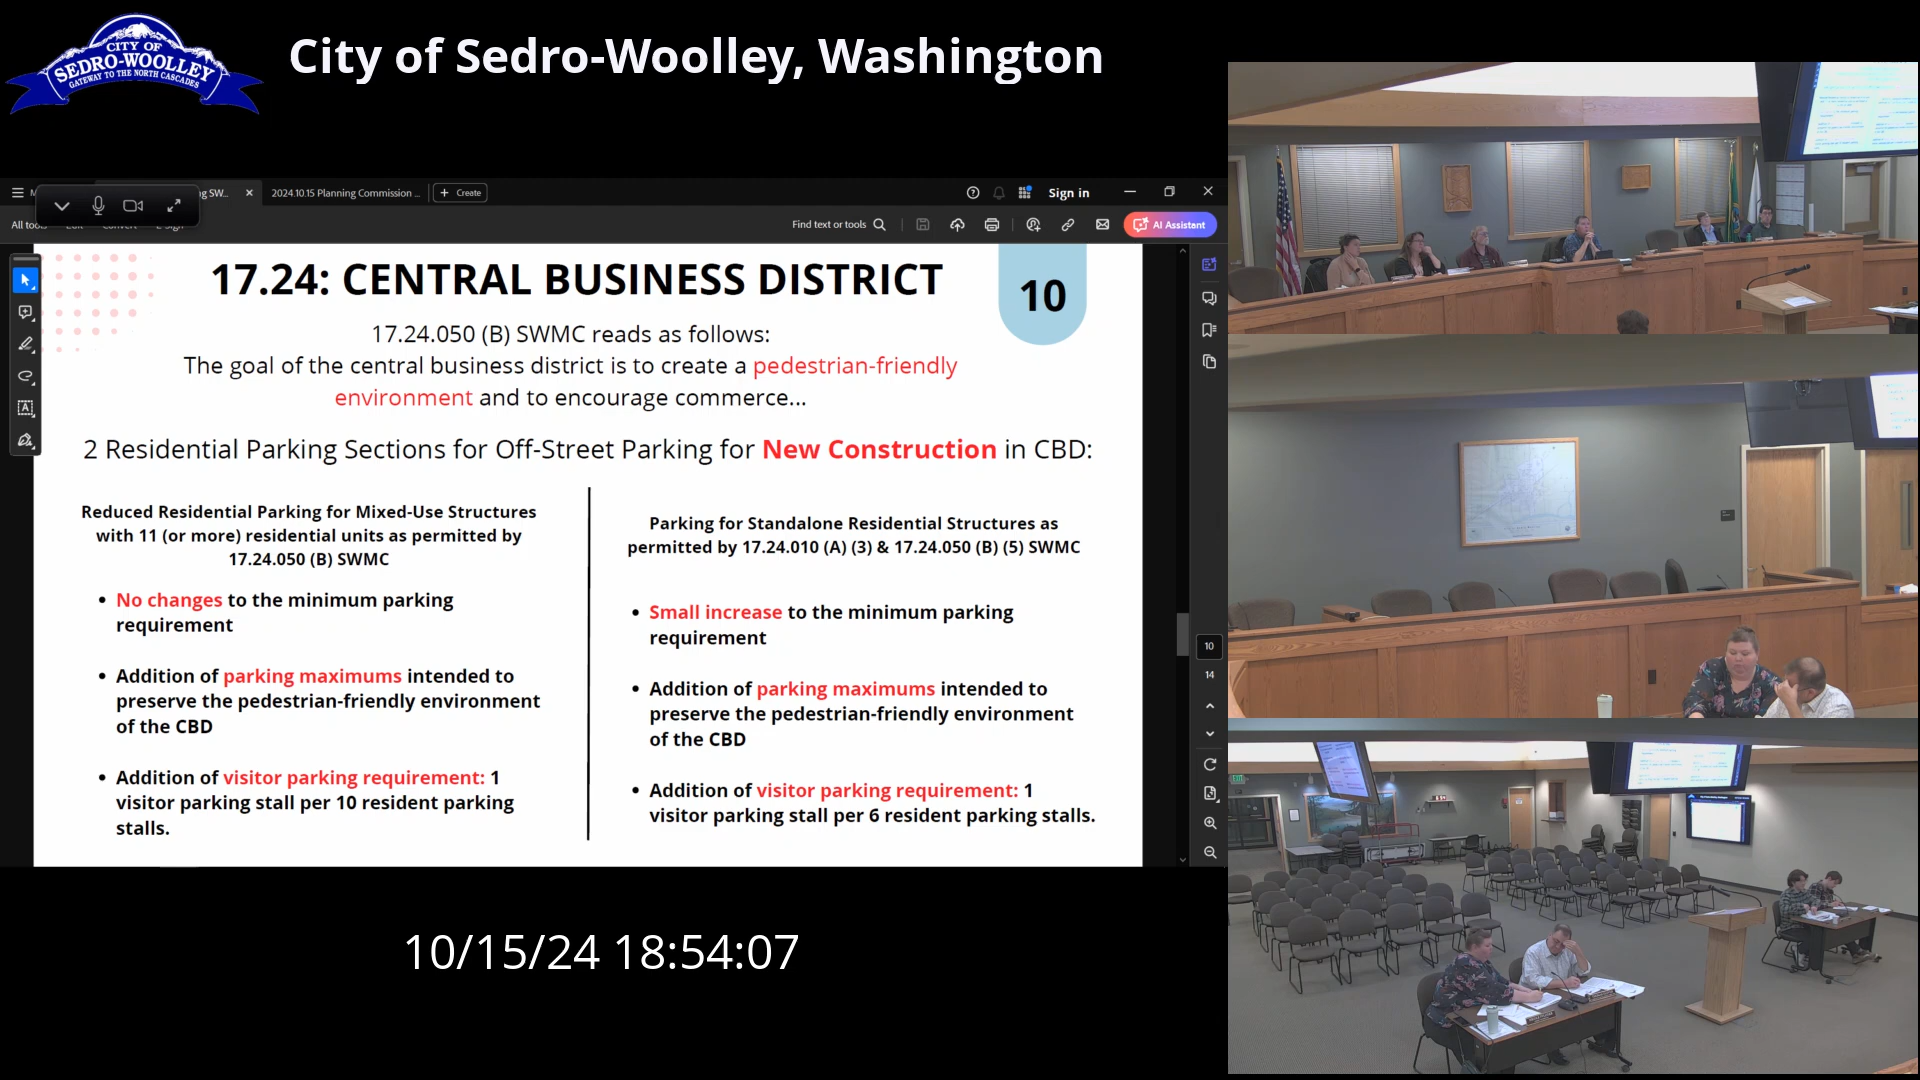 CITY OF
SEDRO-WOOLLEY
GATEWAY TO THE NORTH CASCADES
City of Sedro-Woolley, Washington
ng SW...
2024.10.15 Planning Commission ...
Create
Sign in
All tools
Edit
Convert
E-Sign
Find text or tools
AI Assistant
17.24: CENTRAL BUSINESS DISTRICT
10
17.24.050 (B) SWMC reads as follows:
The goal of the central business district is to create a pedestrian-friendly
environment and to encourage commerce...
2 Residential Parking Sections for Off-Street Parking for New Construction in CBD:
Reduced Residential Parking for Mixed-Use Structures
with 11 (or more) residential units as permitted by
17.24.050 (B) SWMC
• No changes to the minimum parking
requirement
• Addition of parking maximums intended to
preserve the pedestrian-friendly environment
of the CBD
• Addition of visitor parking requirement: 1
visitor parking stall per 10 resident parking
stalls.
Parking for Standalone Residential Structures as
permitted by 17.24.010 (A) (3) & 17.24.050 (B) (5) SWMC
• Small increase to the minimum parking
requirement
• Addition of parking maximums intended to
preserve the pedestrian-friendly environment
of the CBD
• Addition of visitor parking requirement: 1
visitor parking stall per 6 resident parking stalls.
10
14
10/15/24 18:54:07